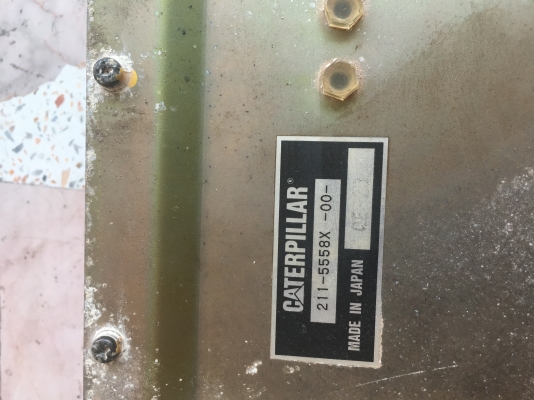 CATERPILLAR®
211-5558X -00-
MADE IN JAPAN